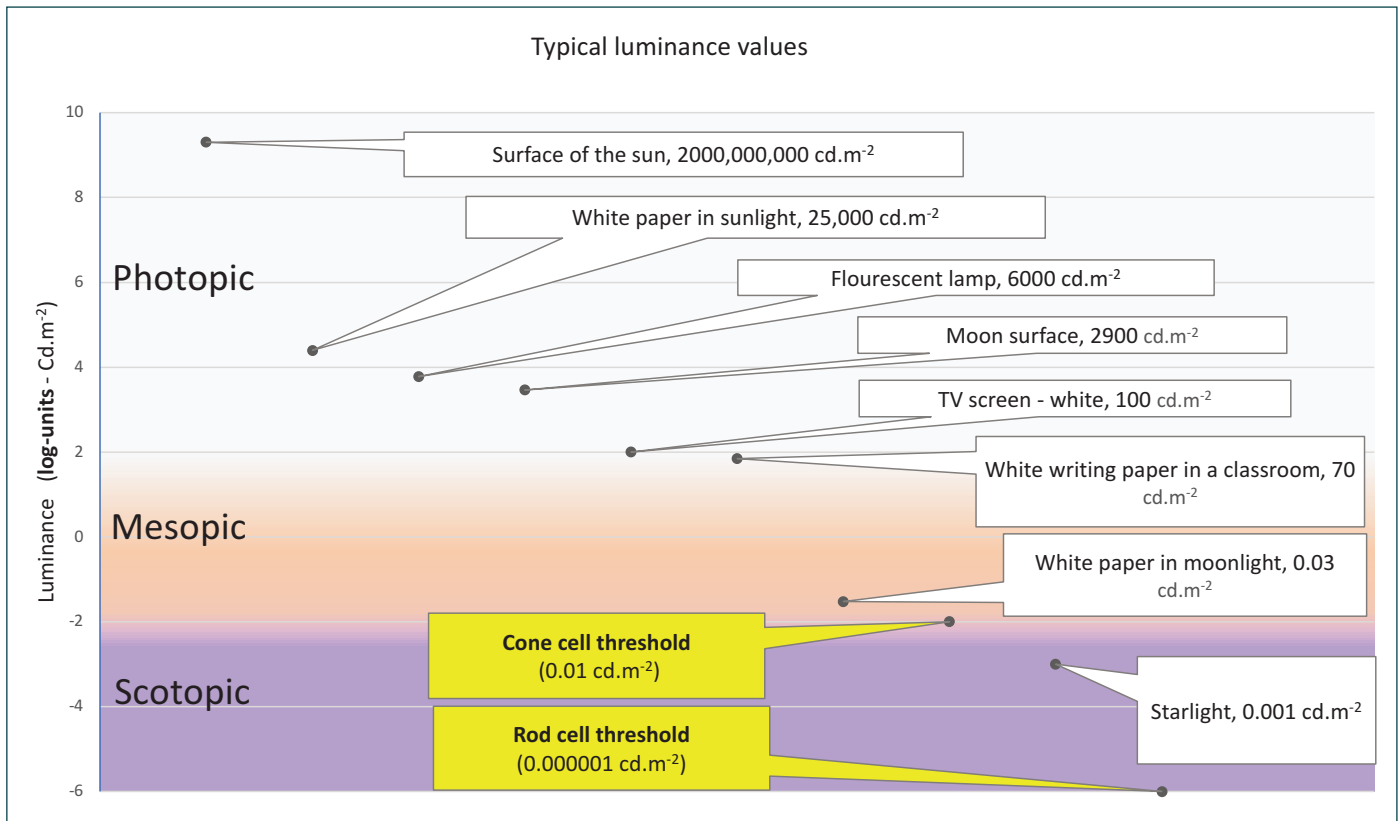 Typical luminance values
10
8
6
4
2
0
-2
-4
-6
Luminance (log-units - Cd.m-2)
Photopic
Mesopic
Scotopic
Surface of the sun, 2000,000,000 cd.m-2
White paper in sunlight, 25,000 cd.m-2
Flourescent lamp, 6000 cd.m-2
Moon surface, 2900 cd.m-2
TV screen - white, 100 cd.m-2
White writing paper in a classroom, 70
cd.m-2
White paper in moonlight, 0.03
cd.m-2
Cone cell threshold
(0.01 cd.m-2)
Starlight, 0.001 cd.m-2
Rod cell threshold
(0.000001 cd.m-2)